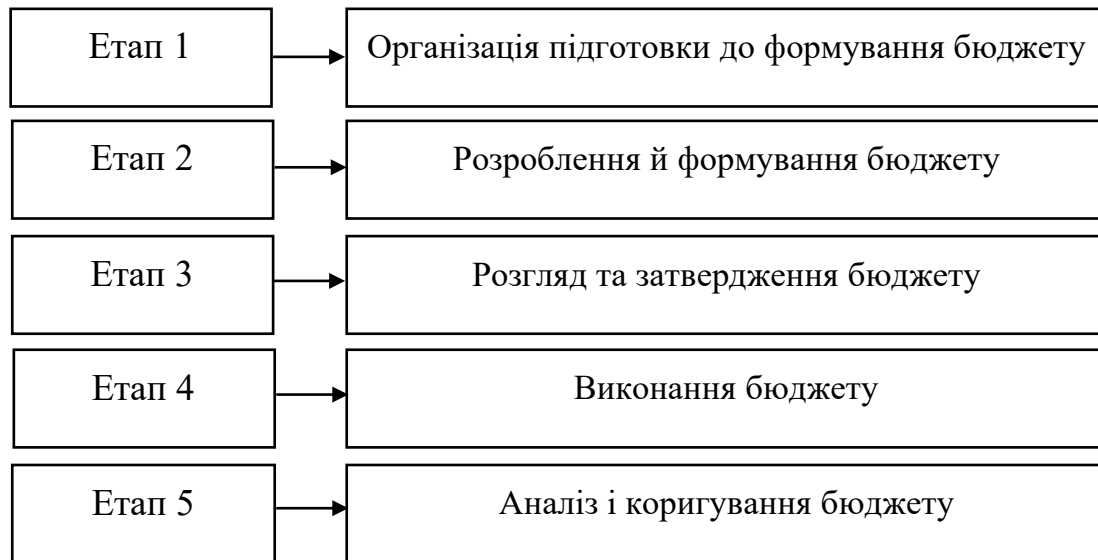 Етап 1
Організація підготовки до формування бюджету
Етап 2
Розроблення й формування бюджету
Етап 3
Розгляд та затвердження бюджету
Етап 4
Виконання бюджету
Етап 5
Аналіз і коригування бюджету